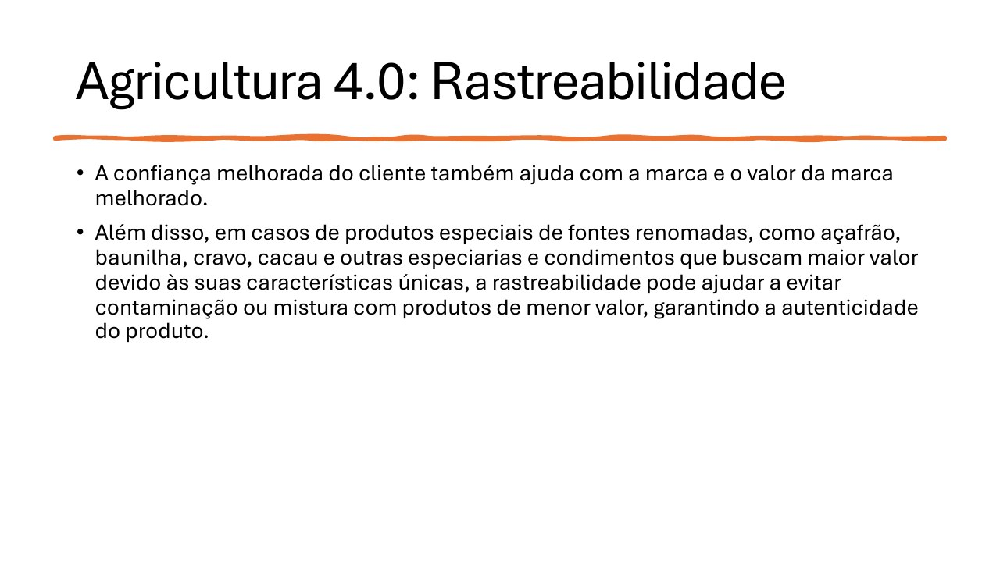 Agricultura 4.0: Rastreabilidade
• A confiança melhorada do cliente também ajuda com a marca e o valor da marca
melhorado.
• Além disso, em casos de produtos especiais de fontes renomadas, como açafrão,
baunilha, cravo, cacau e outras especiarias e condimentos que buscam maior valor
devido às suas características únicas, a rastreabilidade pode ajudar a evitar
contaminação ou mistura com produtos de menor valor, garantindo a autenticidade
do produto.